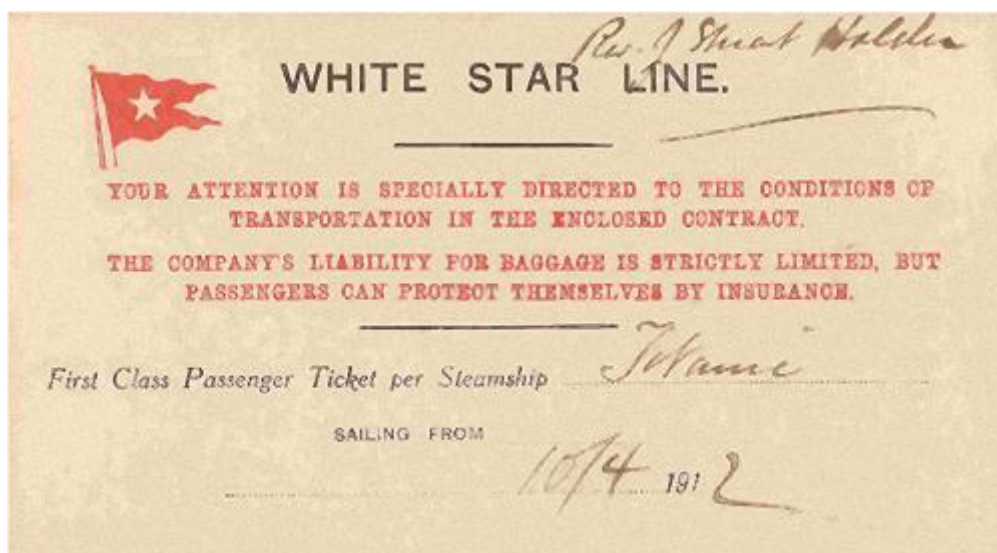 Rev. J Stuart Holden
WHITE STAR LINE.
YOUR ATTENTION IS SPECIALLY DIRECTED TO THE CONDITIONS OF
TRANSPORTATION IN THE ENCLOSED CONTRACT.
THE COMPANY'S LIABILITY FOR BAGGAGE IS STRICTLY LIMITED, BUT
PASSENGERS CAN PROTECT THEMSELVES BY INSURANCE.
First Class Passenger Ticket per Steamship Titanic
SAILING FROM
10/4 1912